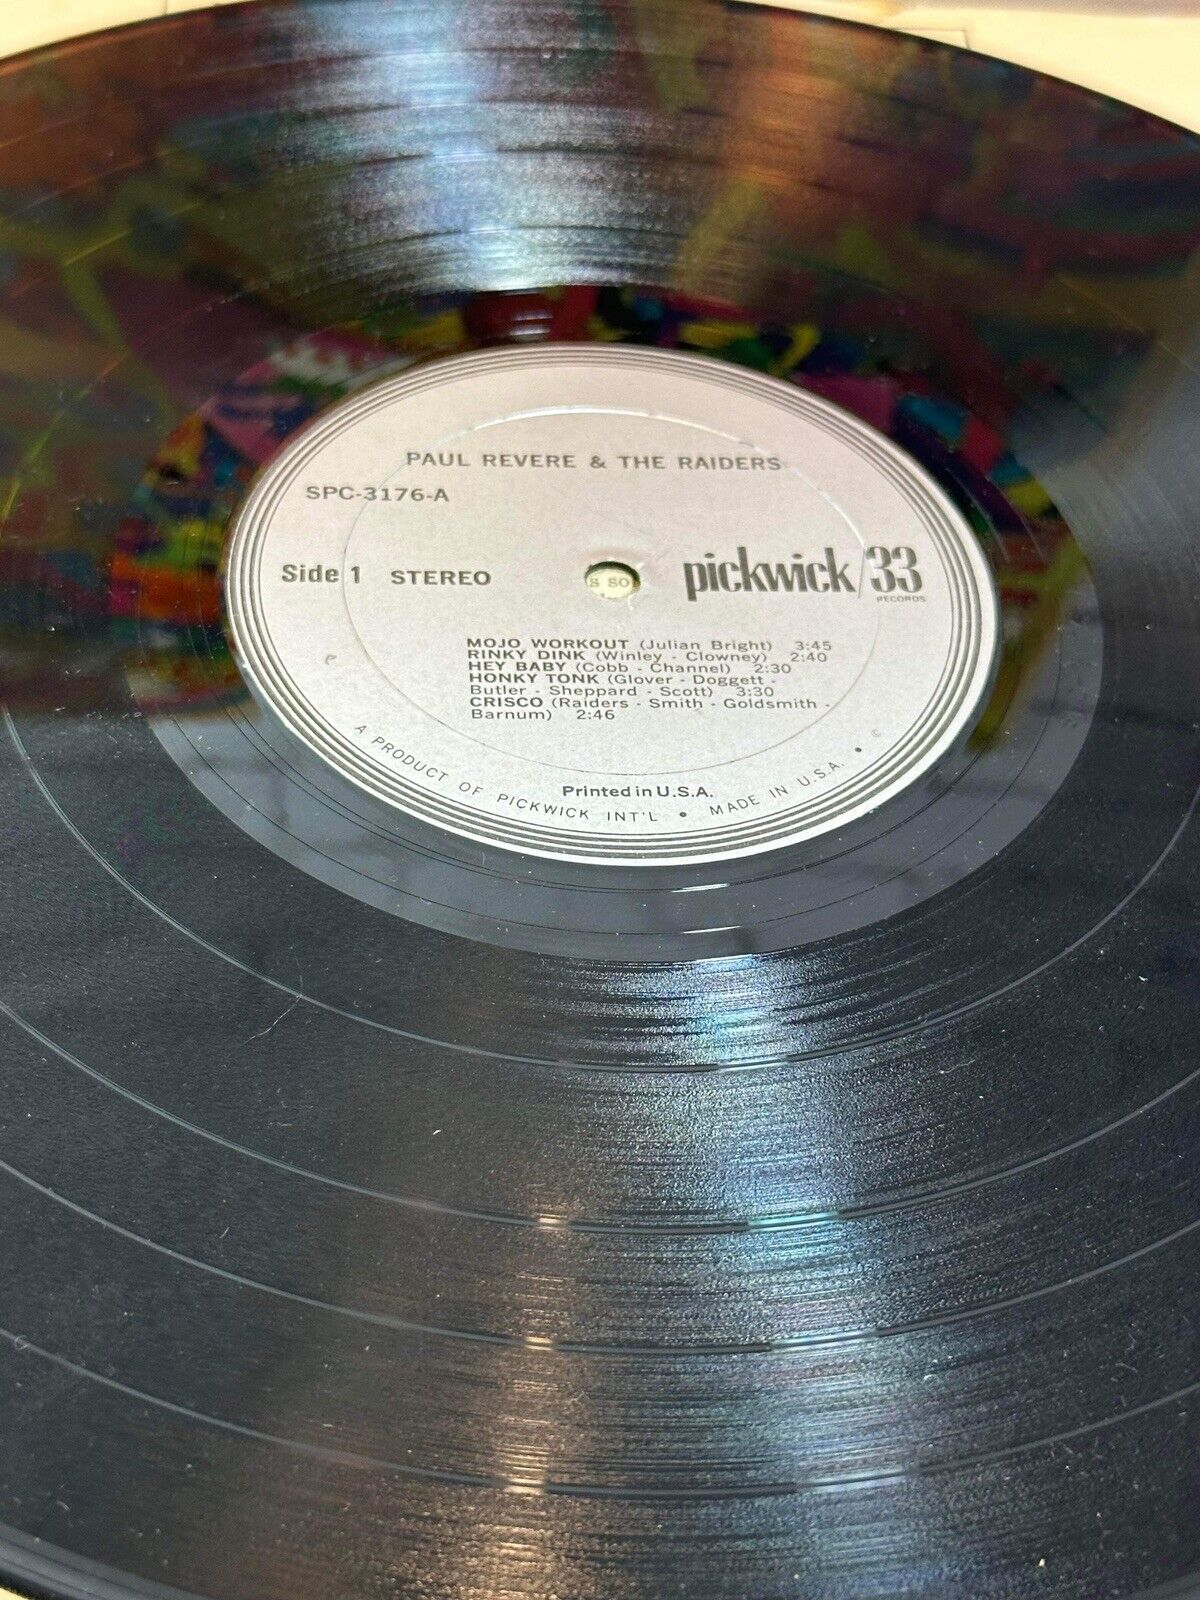 PAUL REVERE & THE RAIDERS
SPC-3176-A
Side 1 STEREO
pickwick/33
RECORDS
S SO
MOJO WORKOUT (Julian Bright) 3:45
RINKY DINK (Winley - Clowney) 2:40
HEY BABY (Cobb - Channel) 2:30
HONKY TONK (Glover - Doggett -
Butler - Sheppard - Scott) 3:30
CRISCO (Raiders - Smith - Goldsmith -
Barnum) 2:46
Printed in U.S.A.
A PRODUCT OF PICKWICK INT'L • MADE IN U.S.A. • ©